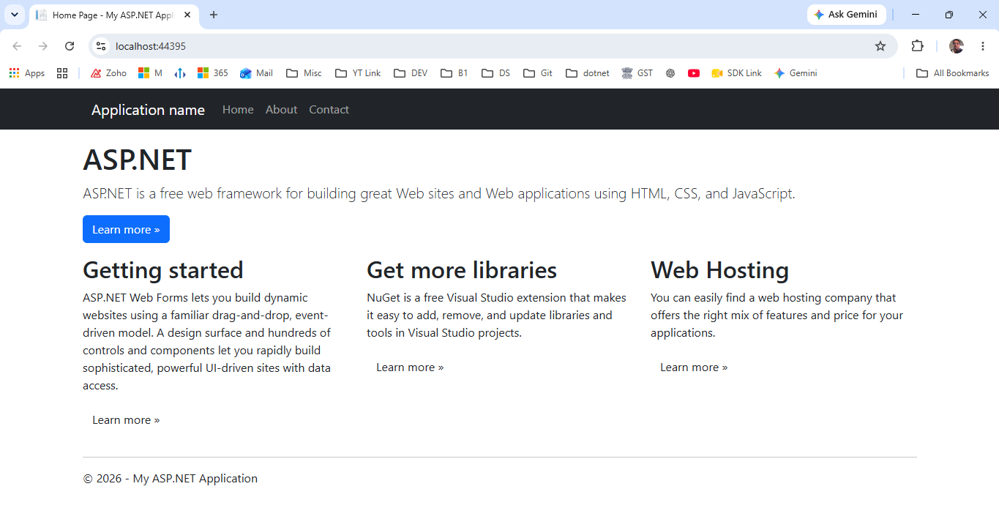 Home Page - My ASP.NET Appl
Ask Gemini
localhost:44395
Apps Zoho M 365 Mail Misc YT Link DEV B1 DS Git dotnet GST SDK Link Gemini All Bookmarks
Application name Home About Contact
ASP.NET
ASP.NET is a free web framework for building great Web sites and Web applications using HTML, CSS, and JavaScript.
Learn more »
Getting started
ASP.NET Web Forms lets you build dynamic
websites using a familiar drag-and-drop, event-
driven model. A design surface and hundreds of
controls and components let you rapidly build
sophisticated, powerful UI-driven sites with data
access.
Learn more »
Get more libraries
NuGet is a free Visual Studio extension that makes
it easy to add, remove, and update libraries and
tools in Visual Studio projects.
Learn more »
Web Hosting
You can easily find a web hosting company that
offers the right mix of features and price for your
applications.
Learn more »
© 2026 - My ASP.NET Application